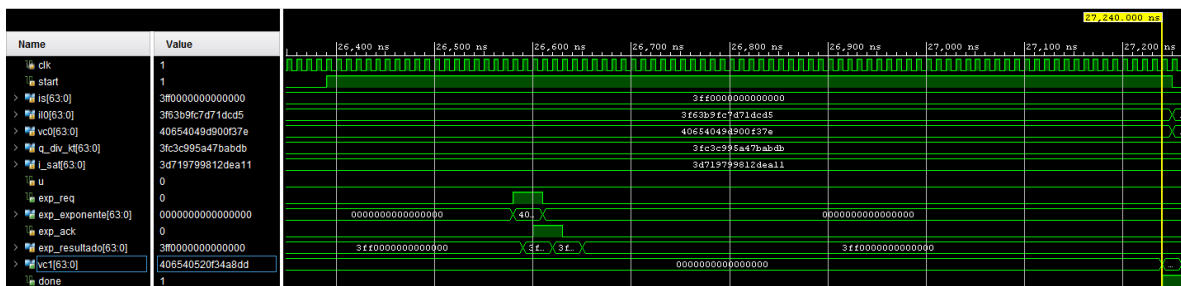 27,240.000 ns
Name Value 26,400 ns 26,500 ns 26,600 ns 26,700 ns 26,800 ns 26,900 ns 27,000 ns 27,100 ns 27,200 ns
clk 1
start 1
is[63:0] 3ff0000000000000 3ff0000000000000
il0[63:0] 3f63b9fc7d71dcd5 3f63b9fc7d71dcd5
vc0[63:0] 40654049d900f37e 40654049d900f37e
q_div_kt[63:0] 3fc3c995a47babdb 3fc3c995a47babdb
i_sat[63:0] 3d719799812dea11 3d719799812dea11
u 0
exp_req 0
exp_exponente[63:0] 0000000000000000 0000000000000000 40.. 0000000000000000
exp_ack 0
exp_resultado[63:0] 3ff0000000000000 3ff0000000000000 3f... 3f... 3ff0000000000000
vc1[63:0] 406540520f34a8dd 0000000000000000 ...
done 1